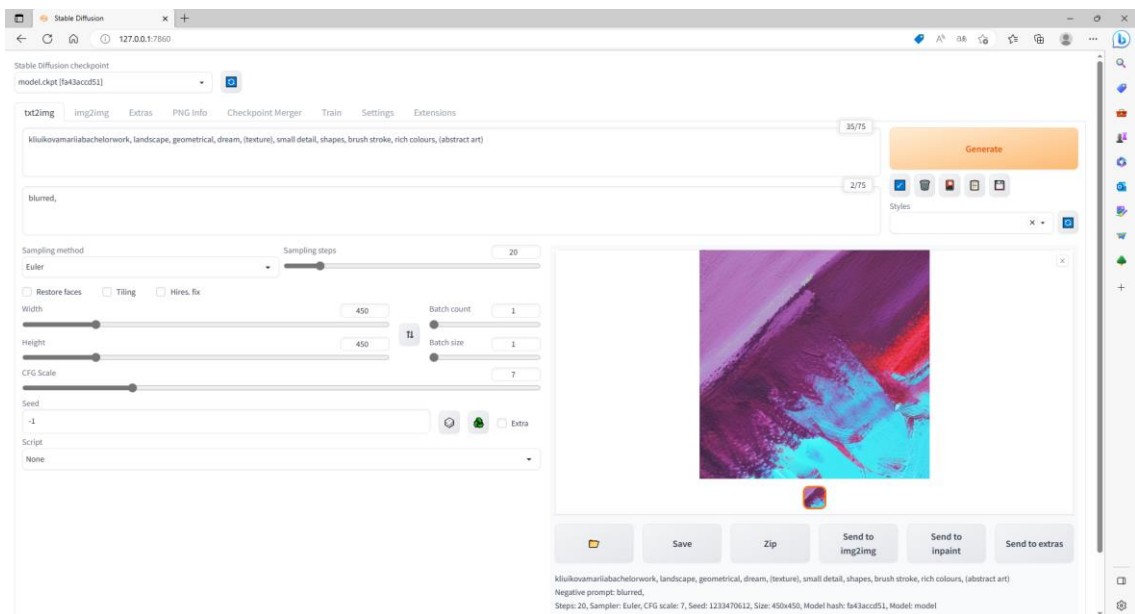 Stable Diffusion
127.0.0.1:7860
Stable Diffusion checkpoint
model.ckpt [fa43accd51]
txt2img img2img Extras PNG Info Checkpoint Merger Train Settings Extensions
35/75
kliuikovamariiabachelorwork, landscape, geometrical, dream, (texture), small detail, shapes, brush stroke, rich colours, (abstract art)
Generate
2/75
blurred,
Styles
Sampling method
Sampling steps
20
Euler
Restore faces Tiling Hires. fix
Width
450
Batch count
1
Height
450
Batch size
1
CFG Scale
7
Seed
-1
Extra
Script
None
Save
Zip
Send to
img2img
Send to
inpaint
Send to extras
kliuikovamariiabachelorwork, landscape, geometrical, dream, (texture), small detail, shapes, brush stroke, rich colours, (abstract art)
Negative prompt: blurred,
Steps: 20, Sampler: Euler, CFG scale: 7, Seed: 1233470612, Size: 450x450, Model hash: fa43accd51, Model: model